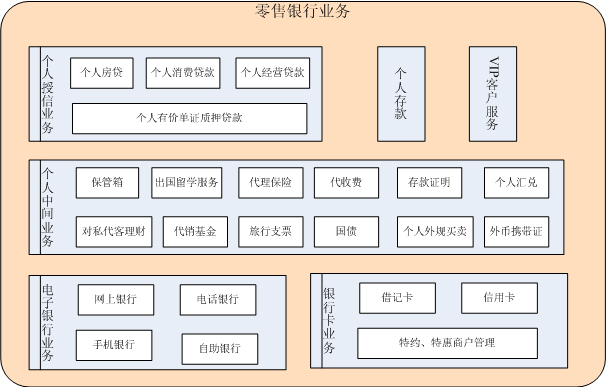 零售银行业务
个人授信业务
个人房贷
个人消费贷款
个人经营贷款
个人有价单证质押贷款
个人存款
VIP客户服务
个人中间业务
保管箱
出国留学服务
代理保险
代收费
存款证明
个人汇兑
对私代客理财
代销基金
旅行支票
国债
个人外规买卖
外币携带证
电子银行业务
网上银行
电话银行
手机银行
自助银行
银行卡业务
借记卡
信用卡
特约、特惠商户管理